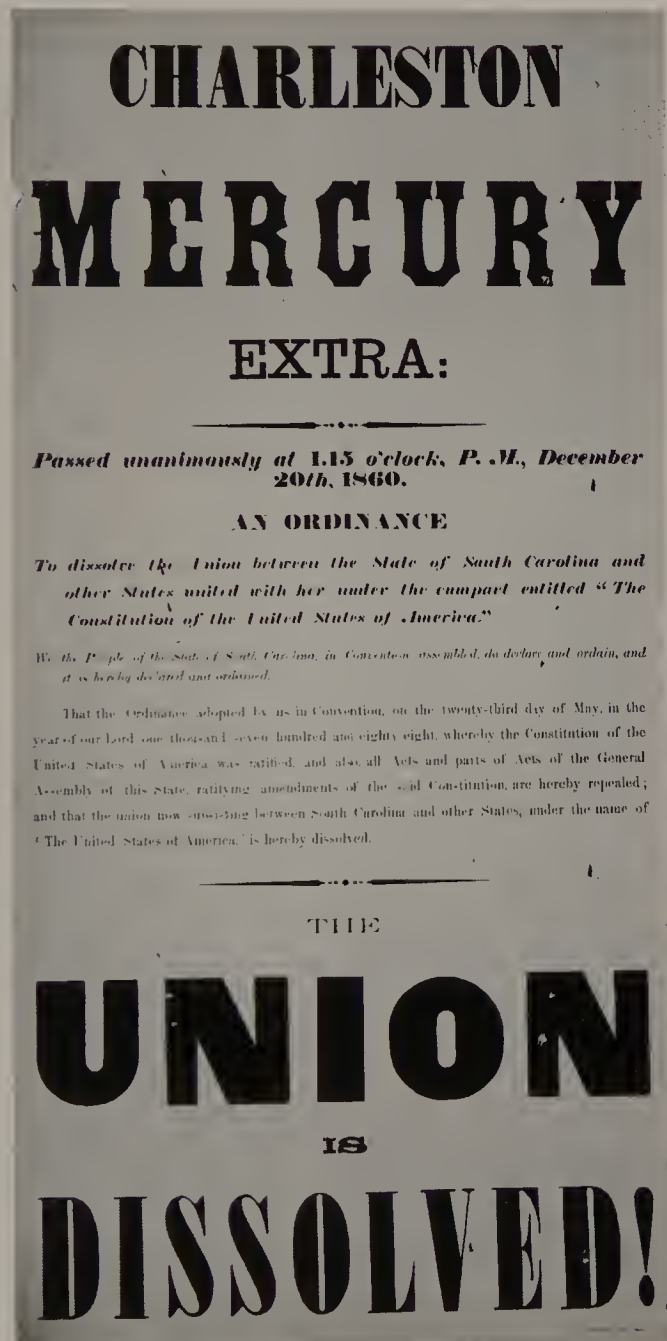 CHARLESTON
MERCURY
EXTRA:
Passed unanimously at 1.15 o'clock, P. M., December
20th, 1860.
AN ORDINANCE
To dissolve the Union between the State of South Carolina and
other States united with her under the compact entitled “The
Constitution of the United States of America.”
We the People of the State of South Carolina, in Convention assembled, do declare and ordain, and
it is hereby declared and ordained,
That the Ordinance adopted by us in Convention, on the twenty-third day of May, in the
year of our Lord one thousand seven hundred and eighty eight, whereby the Constitution of the
United States of America was ratified, and also, all Acts and parts of Acts of the General
Assembly of this State, ratifying amendments of the said Constitution, are hereby repealed;
and that the union now subsisting between South Carolina and other States, under the name of
“The United States of America,” is hereby dissolved.
THE
UNION
IS
DISSOLVED!